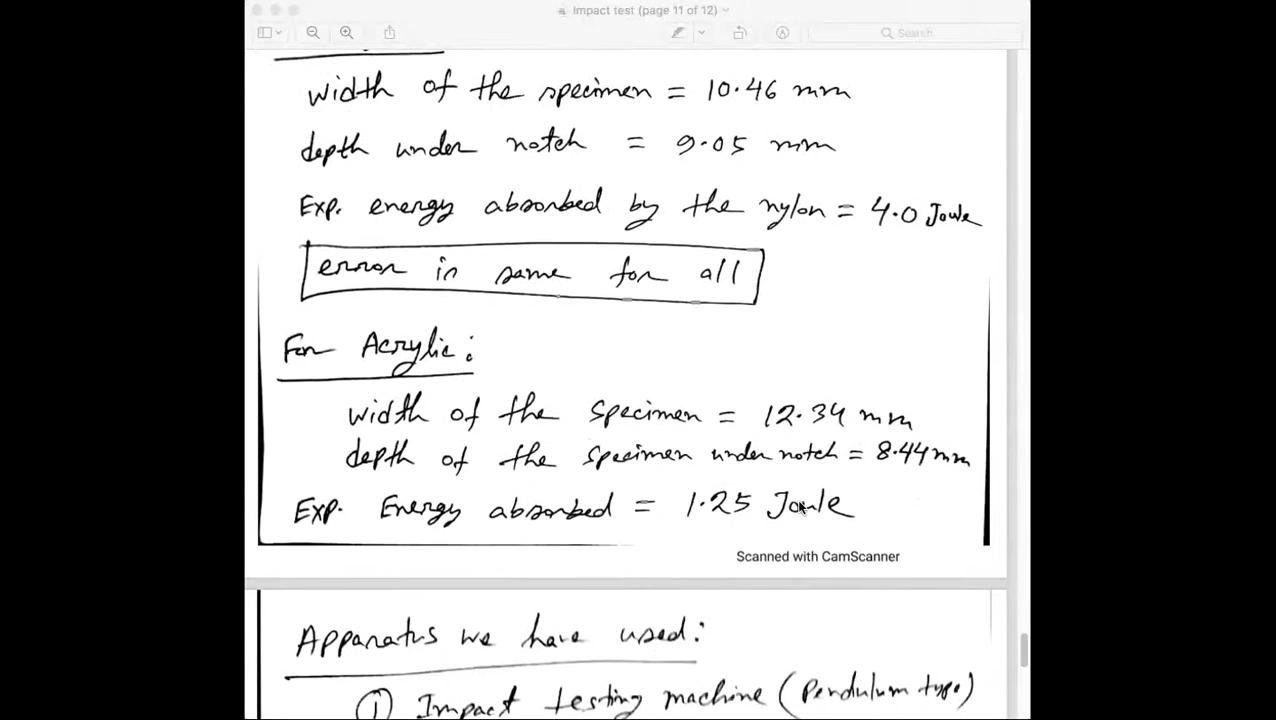 Impact test (page 11 of 12)
Search
width of the specimen = 10.46 mm
depth under notch = 9.05 mm
Exp. energy absorbed by the nylon = 4.0 Joule
error is same for all
For Acrylic:
width of the specimen = 12.34 mm
depth of the specimen under notch = 8.44 mm
Exp. Energy absorbed = 1.25 Joule
Scanned with CamScanner
Apparatus we have used:
① Impact testing machine (Pendulum type)